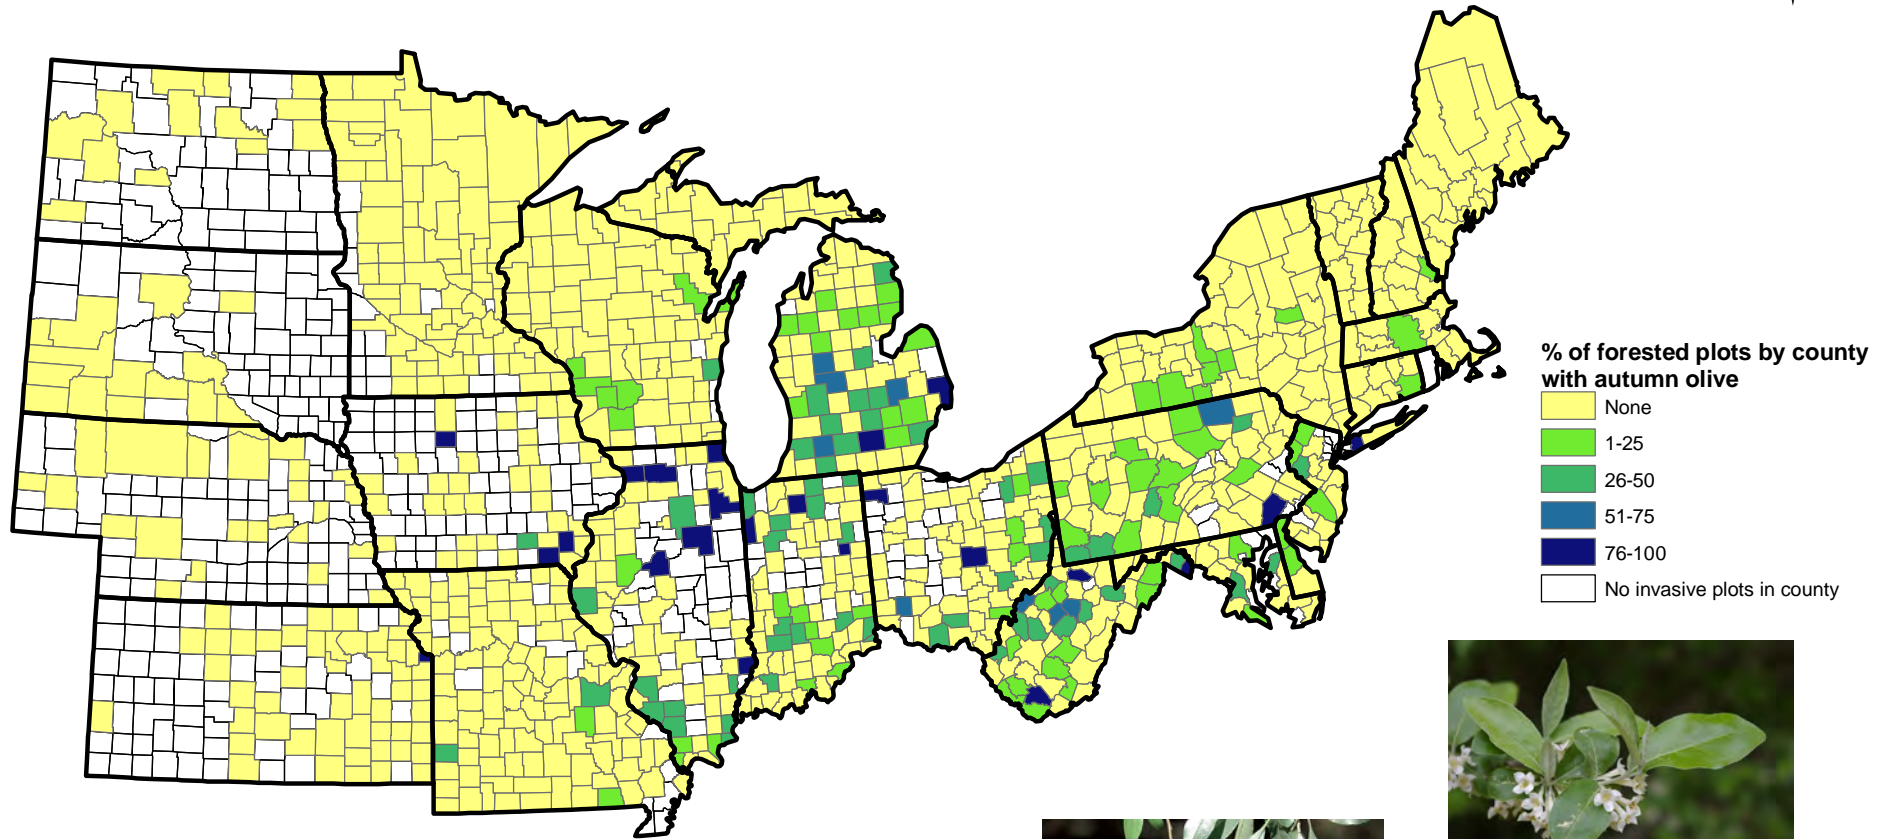 % of forested plots by county
with autumn olive
None
1-25
26-50
51-75
76-100
No invasive plots in county